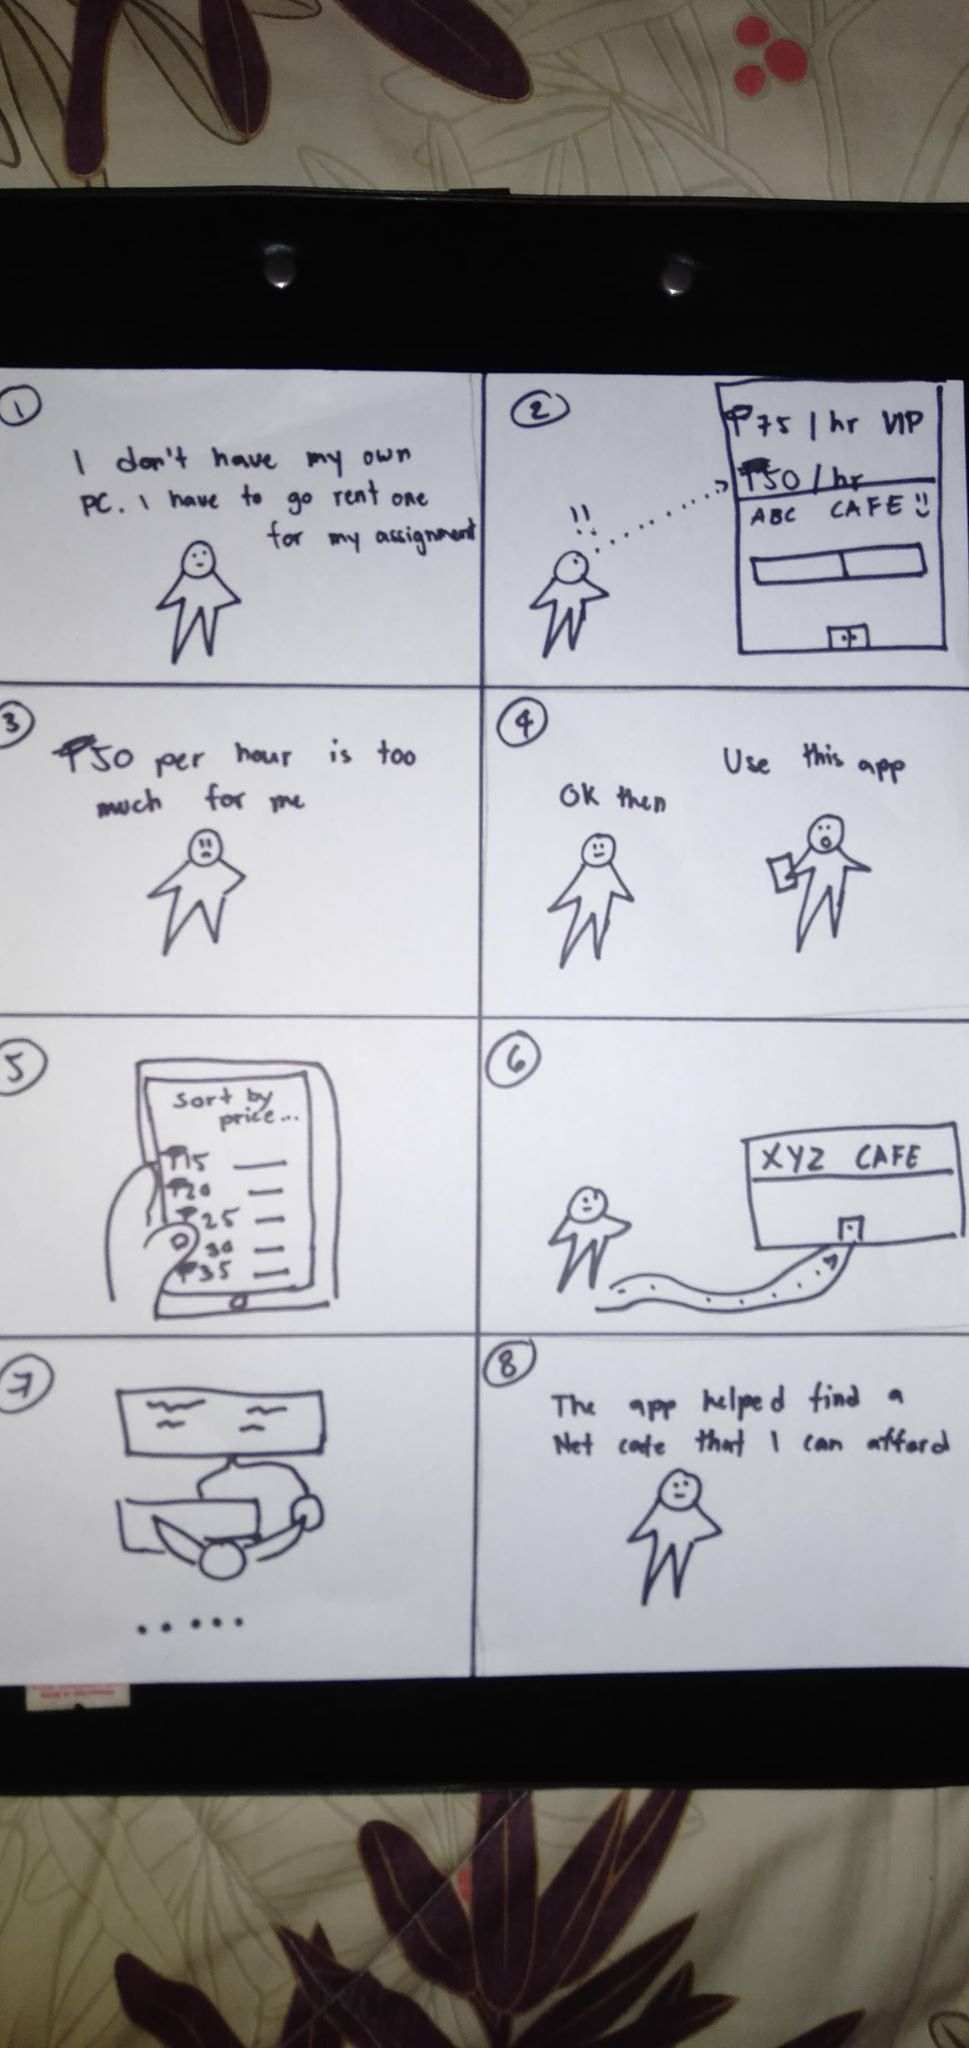 1
I don't have my own
PC. I have to go rent one
for my assignment
2
₱75 / hr VIP
₱50 / hr
ABC CAFE
3
₱50 per hour is too
much for me
4
Use this app
Ok then
5
Sort by
price...
₱15
₱20
₱25
30
₱35
6
XYZ CAFE
7
8
The app helped find a
Net cafe that I can afford